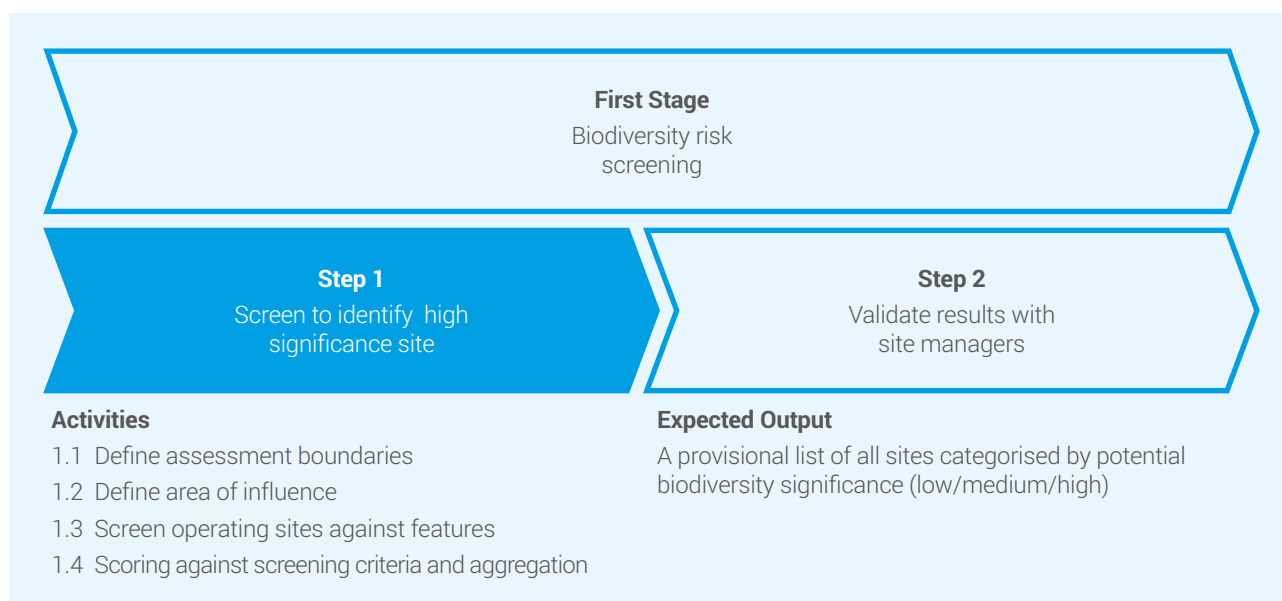 First Stage
Biodiversity risk
screening
Step 1
Screen to identify  high
significance site
Step 2
Validate results with
site managers
Activities
1.1 Define assessment boundaries
1.2 Define area of influence
1.3 Screen operating sites against features
1.4 Scoring against screening criteria and aggregation
Expected Output
A provisional list of all sites categorised by potential
biodiversity significance (low/medium/high)